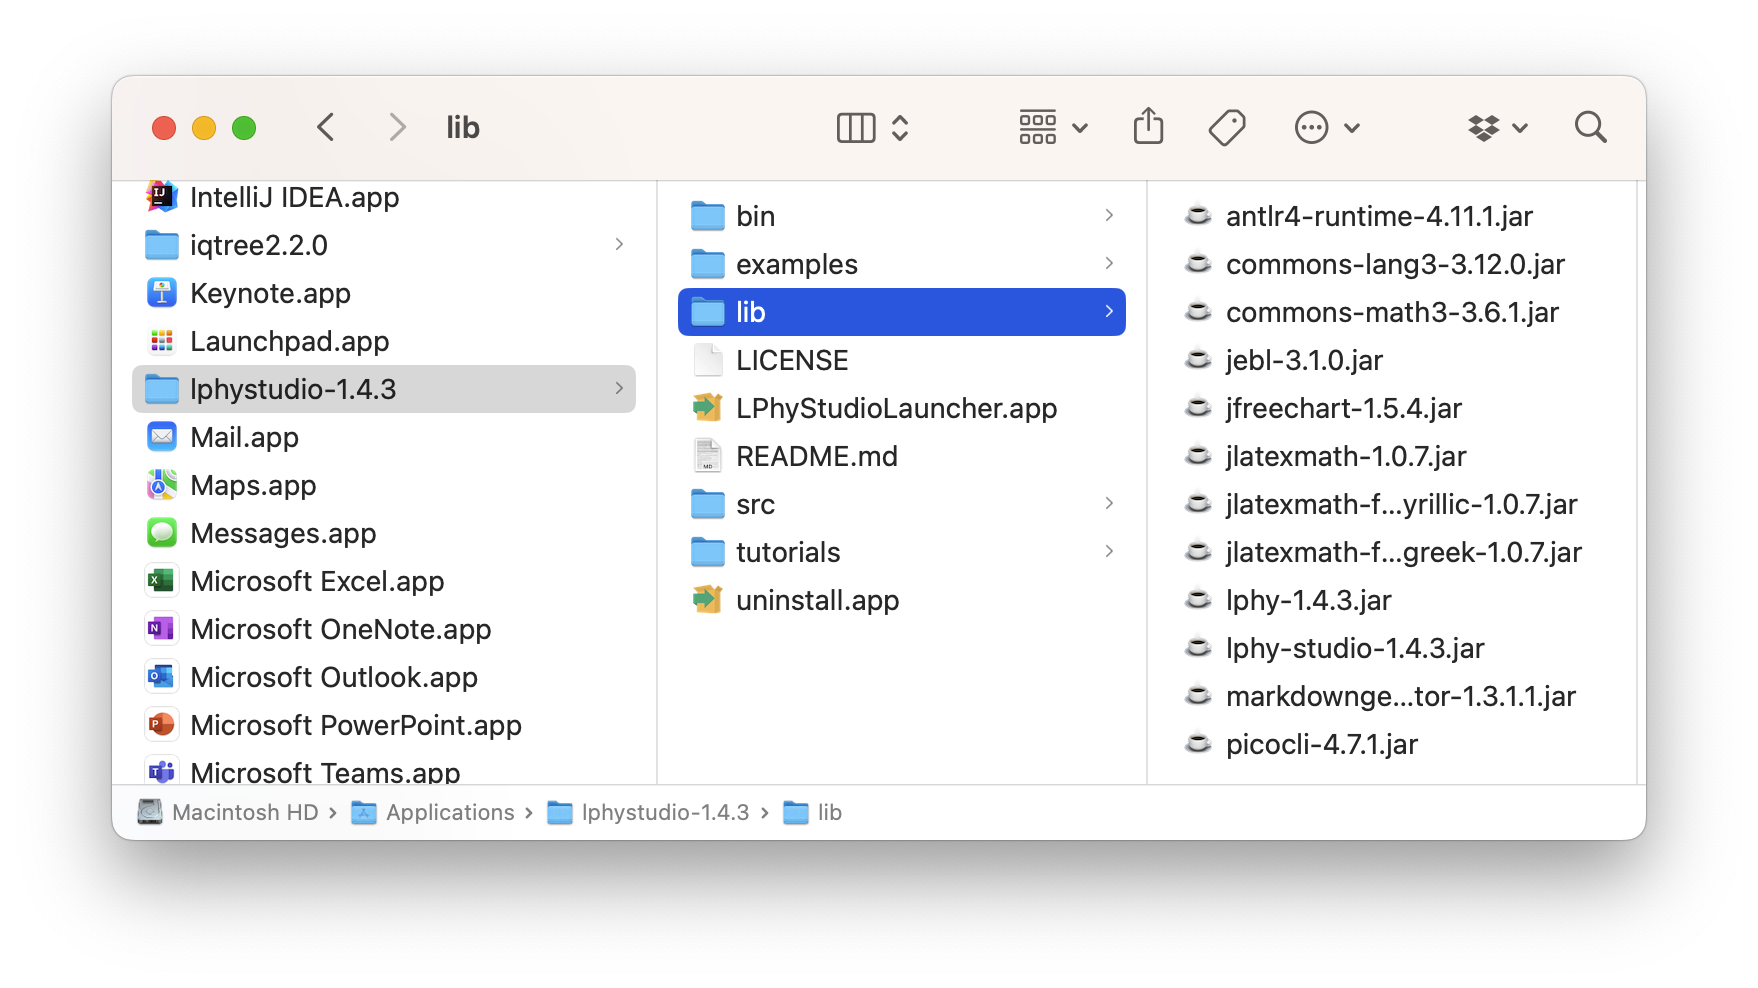 lib
IntelliJ IDEA.app
iqtree2.2.0
Keynote.app
Launchpad.app
lphystudio-1.4.3
Mail.app
Maps.app
Messages.app
Microsoft Excel.app
Microsoft OneNote.app
Microsoft Outlook.app
Microsoft PowerPoint.app
Microsoft Teams.app
bin
examples
lib
LICENSE
LPhyStudioLauncher.app
README.md
src
tutorials
uninstall.app
antlr4-runtime-4.11.1.jar
commons-lang3-3.12.0.jar
commons-math3-3.6.1.jar
jebl-3.1.0.jar
jfreechart-1.5.4.jar
jlatexmath-1.0.7.jar
jlatexmath-f...yrillic-1.0.7.jar
jlatexmath-f...greek-1.0.7.jar
lphy-1.4.3.jar
lphy-studio-1.4.3.jar
markdownge...tor-1.3.1.1.jar
picocli-4.7.1.jar
Macintosh HD › Applications › lphystudio-1.4.3 › lib